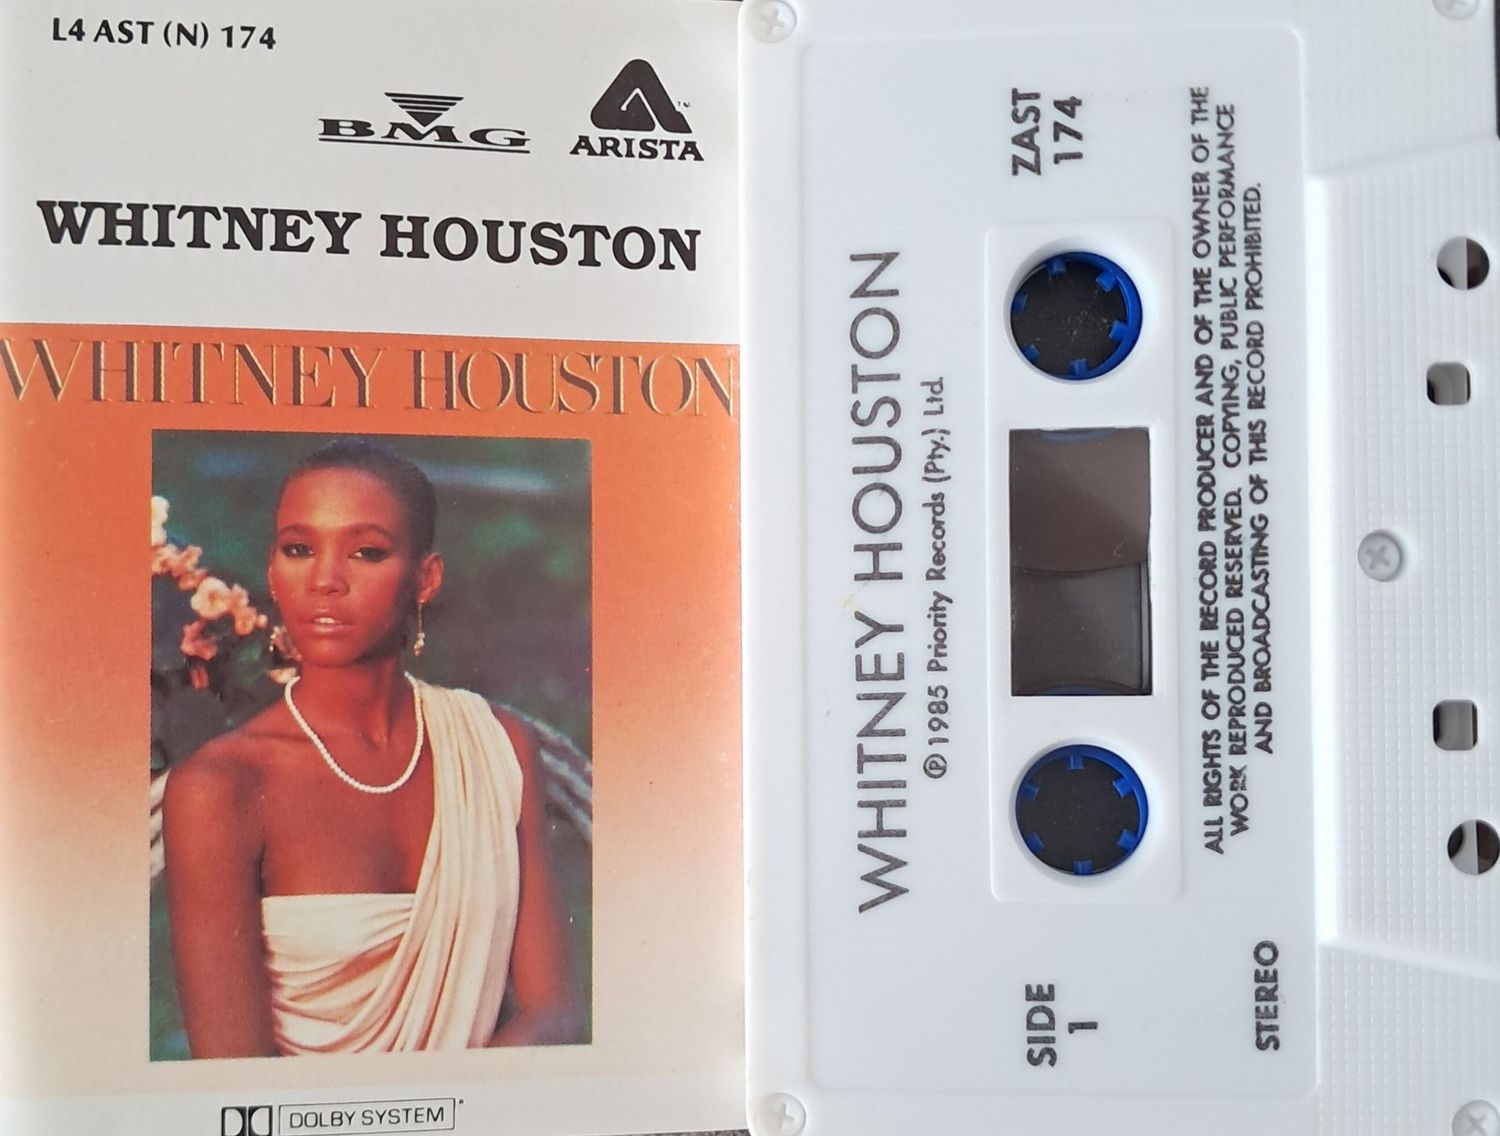 L4 AST (N) 174
BMG
ARISTA™
WHITNEY HOUSTON
WHITNEY HOUSTON
DOLBY SYSTEM
WHITNEY HOUSTON
℗ 1985 Priority Records (Pty.) Ltd.
ZAST
174
SIDE
1
ALL RIGHTS OF THE RECORD PRODUCER AND OF THE OWNER OF THE
WORK REPRODUCED RESERVED. COPYING, PUBLIC PERFORMANCE
AND BROADCASTING OF THIS RECORD PROHIBITED.
STEREO